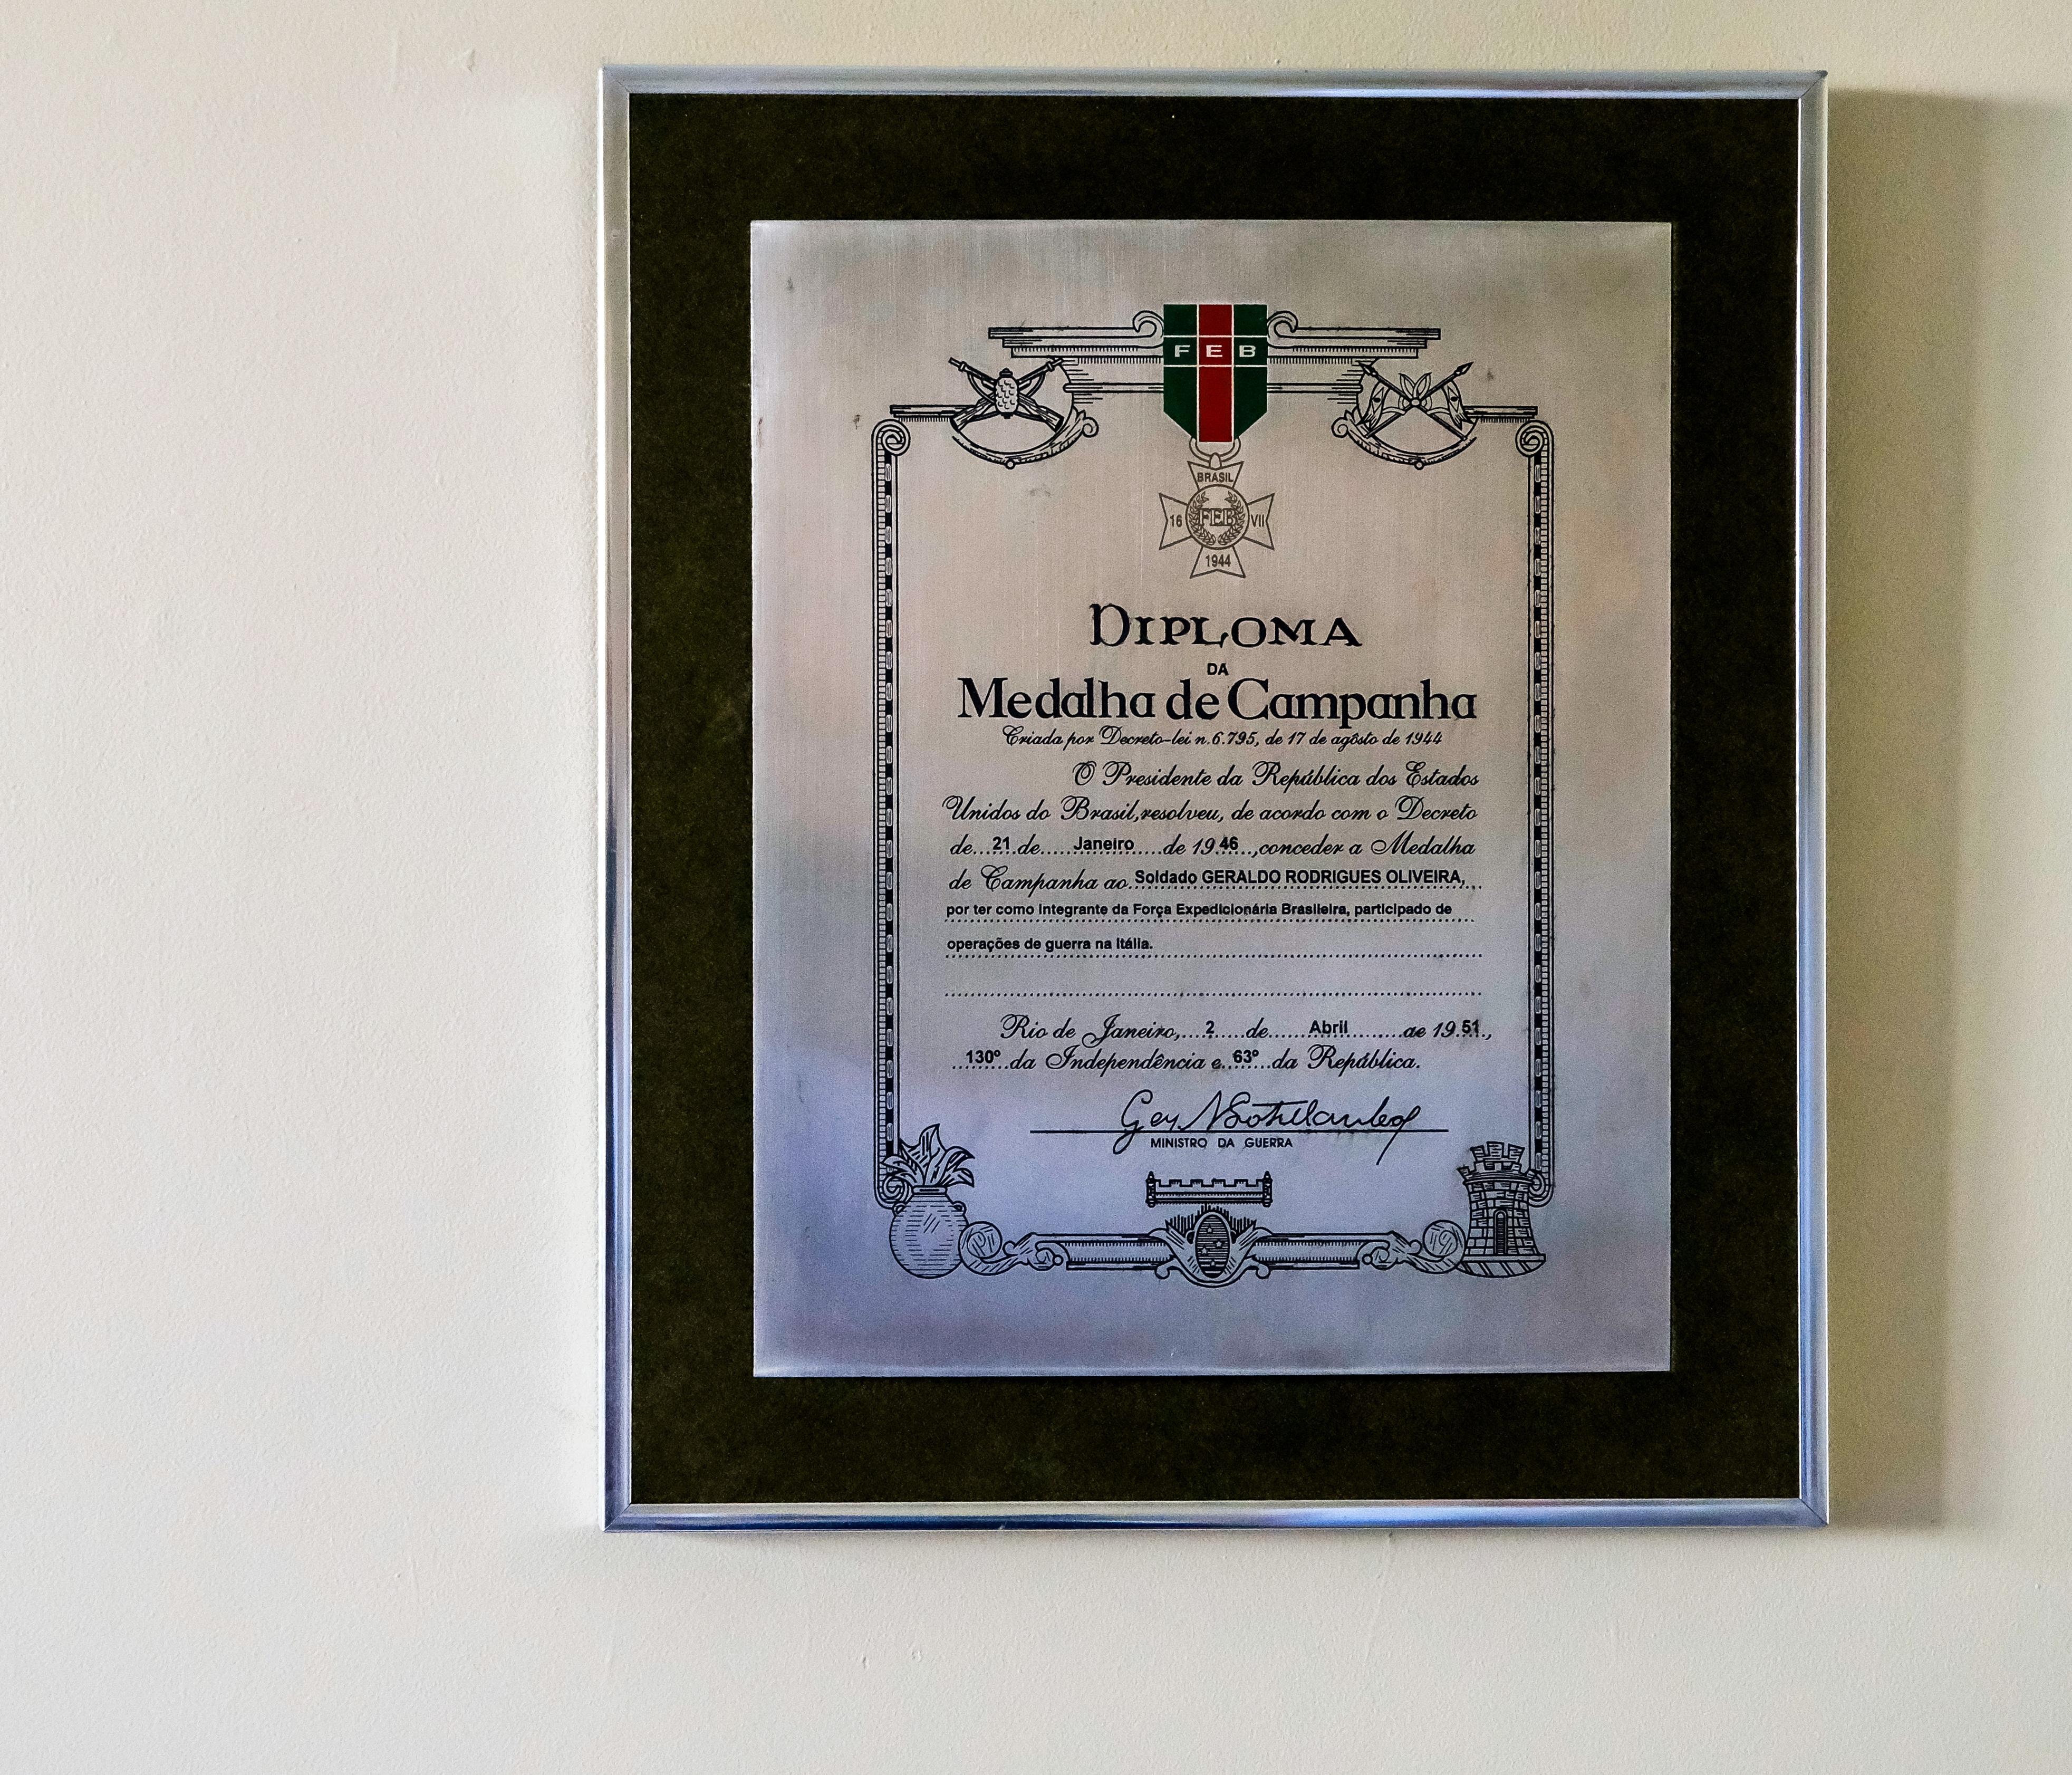 F E B
BRASIL
16 FEB VII
1944
DIPLOMA
DA
Medalha de Campanha
Criada por Decreto-lei n. 6.795, de 17 de agôsto de 1944
O Presidente da República dos Estados
Unidos do Brasil, resolveu, de acordo com o Decreto
de...21.de......Janeiro.....de 19.46..,conceder a Medalha
de Campanha ao.Soldado GERALDO RODRIGUES OLIVEIRA,
por ter como integrante da Força Expedicionária Brasileira, participado de
operações de guerra na Itália.
Rio de Janeiro,....2.....de.......Abril.........de 19.51.,
..130º..da Independência e..63º..da República.
MINISTRO DA GUERRA